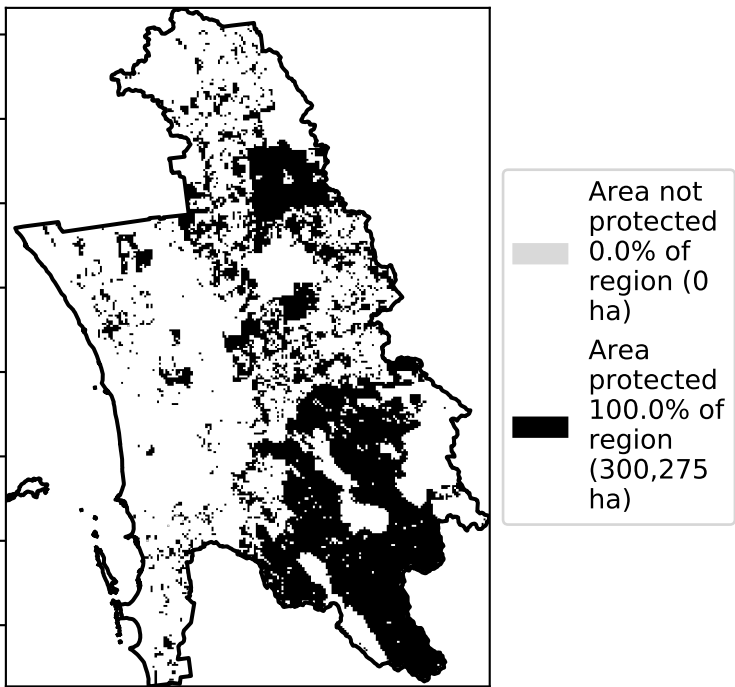 Area not
protected
0.0% of
region (0
ha)
Area
protected
100.0% of
region
(300,275
ha)